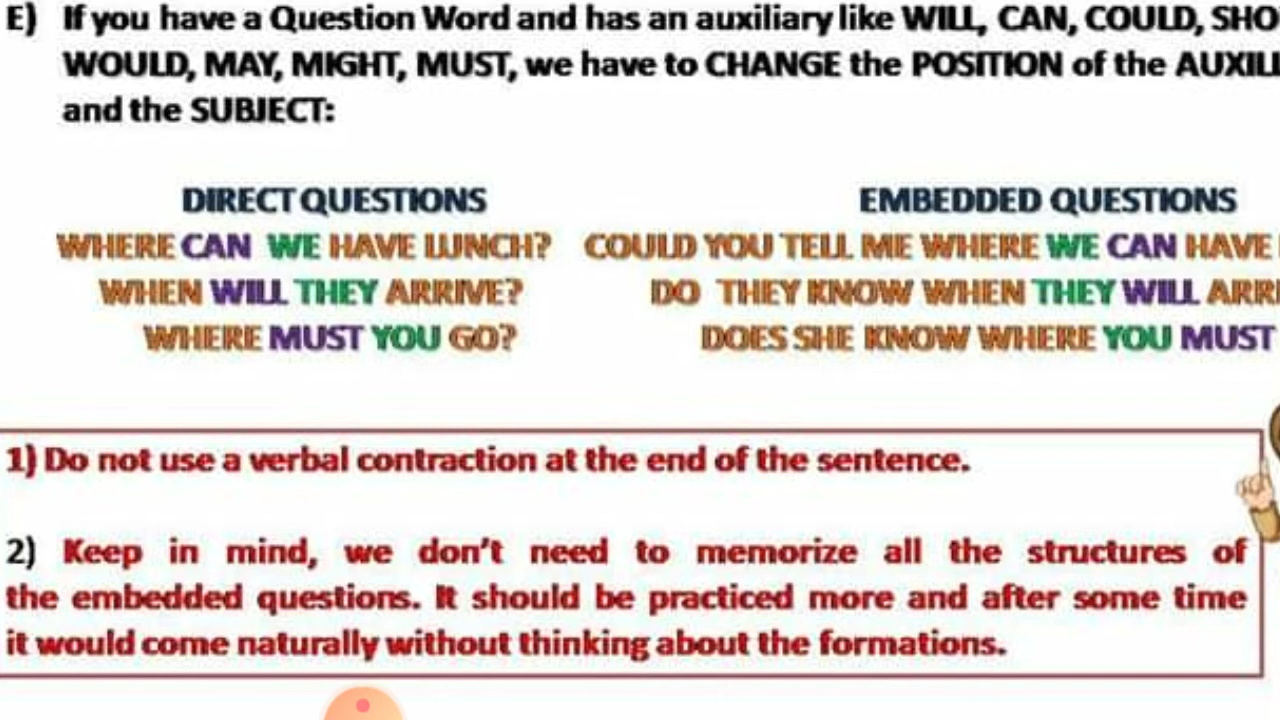 E) If you have a Question Word and has an auxiliary like WILL, CAN, COULD,
WOULD, MAY, MIGHT, MUST, we have to CHANGE the POSITION of the
and the SUBJECT:
DIRECT QUESTIONS EMBEDDED QUESTIONS
WHERE CAN WE HAVE LUNCH? COULD YOU TELL ME WHERE WE CAN HAVE
WHEN WILL THEY ARRIVE? DO THEY KNOW WHEN THEY WILL
WHERE MUST YOU GO? DOES SHE KNOW WHERE YOU MUST
1) Do not use a verbal contraction at the end of the sentence.
2) Keep in mind, we don't need to memorize all the structures of
the embedded questions. It should be practiced more and after some time
it would come naturally without thinking about the formations.